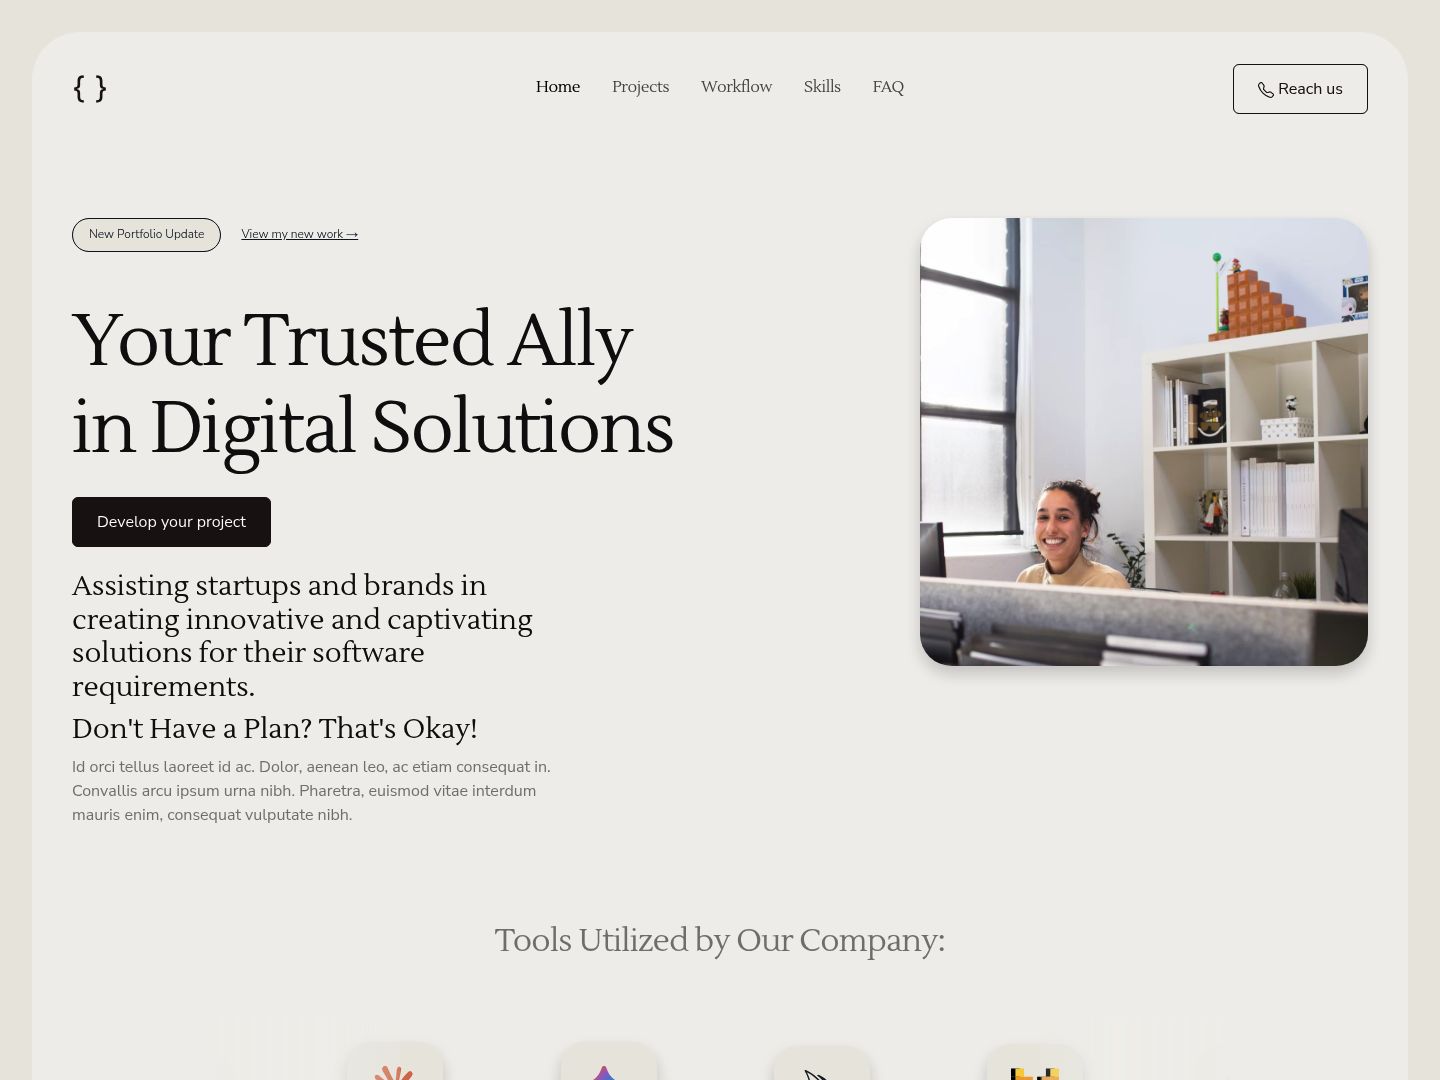 { }
Home
Projects
Workflow
Skills
FAQ
Reach us
New Portfolio Update
View my new work →
Your Trusted Ally
in Digital Solutions
Develop your project
Assisting startups and brands in
creating innovative and captivating
solutions for their software
requirements.
Don't Have a Plan? That's Okay!
Id orci tellus laoreet id ac. Dolor, aenean leo, ac etiam consequat in.
Convallis arcu ipsum urna nibh. Pharetra, euismod vitae interdum
mauris enim, consequat vulputate nibh.
Tools Utilized by Our Company: